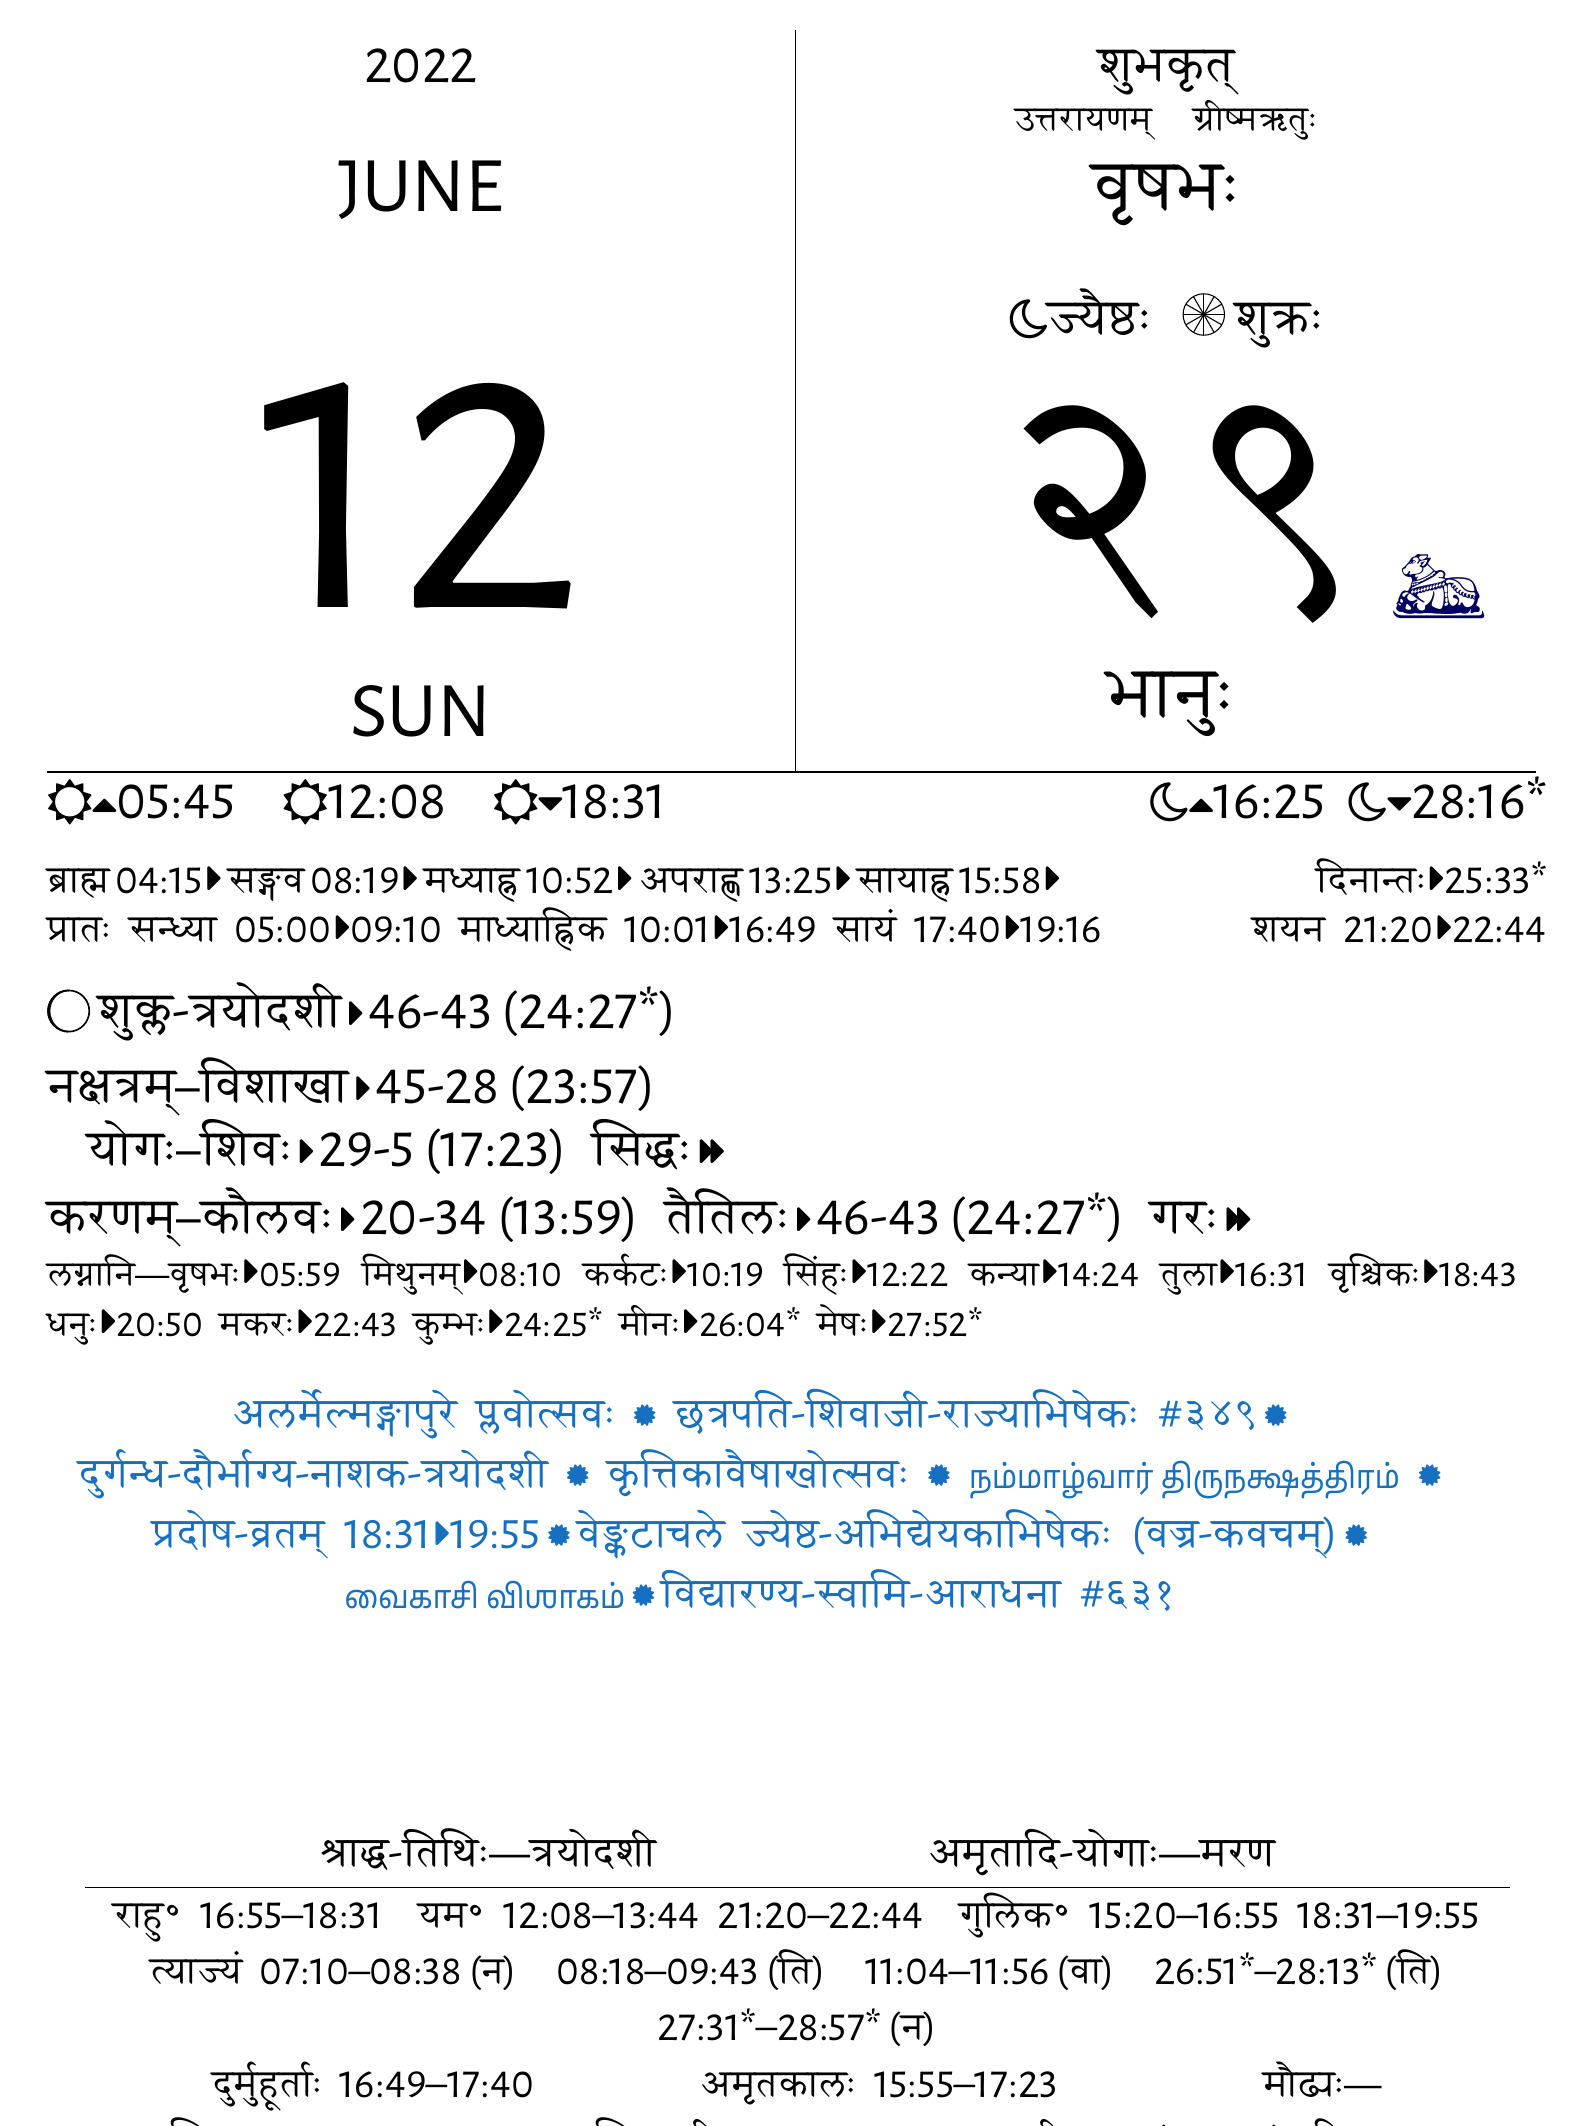 2022
JUNE
12
SUN
शुभकृत्
उत्तरायणम् ग्रीष्मऋतुः
वृषभः
ज्यैष्ठः शुक्रः
२९
भानुः
05:45 12:08 18:31 16:25 28:16*
ब्राह्म 04:15 सङ्गव 08:19 मध्याह्न 10:52 अपराह्ण 13:25 सायाह्न 15:58 दिनान्तः 25:33*
प्रातः सन्ध्या 05:00 09:10 माध्याह्निक 10:01 16:49 सायं 17:40 19:16 शयन 21:20 22:44
शुक्ल-त्रयोदशी 46-43 (24:27*)
नक्षत्रम्–विशाखा 45-28 (23:57)
योगः–शिवः 29-5 (17:23) सिद्धः
करणम्–कौलवः 20-34 (13:59) तैतिलः 46-43 (24:27*) गरः
लग्नानि—वृषभः 05:59 मिथुनम् 08:10 कर्कटः 10:19 सिंहः 12:22 कन्या 14:24 तुला 16:31 वृश्चिकः 18:43
धनुः 20:50 मकरः 22:43 कुम्भः 24:25* मीनः 26:04* मेषः 27:52*
अलर्मेल्मङ्गापुरे प्लवोत्सवः ✹ छत्रपति-शिवाजी-राज्याभिषेकः #३४९ ✹
दुर्गन्ध-दौर्भाग्य-नाशक-त्रयोदशी ✹ कृत्तिकावैषाखोत्सवः ✹ நம்மாழ்வார் திருநக்ஷத்திரம் ✹
प्रदोष-व्रतम् 18:31 19:55 ✹ वेङ्कटाचले ज्येष्ठ-अभिद्येयकाभिषेकः (वज्र-कवचम्) ✹
வைகாசி விஶாகம் ✹ विद्यारण्य-स्वामि-आराधना #६३१
श्राद्ध-तिथिः—त्रयोदशी अमृतादि-योगाः—मरण
राहु॰ 16:55–18:31 यम॰ 12:08–13:44 21:20–22:44 गुलिक॰ 15:20–16:55 18:31–19:55
त्याज्यं 07:10–08:38 (न) 08:18–09:43 (ति) 11:04–11:56 (वा) 26:51*–28:13* (ति)
27:31*–28:57* (न)
दुर्मुहूर्ताः 16:49–17:40 अमृतकालः 15:55–17:23 मौढ्यः—